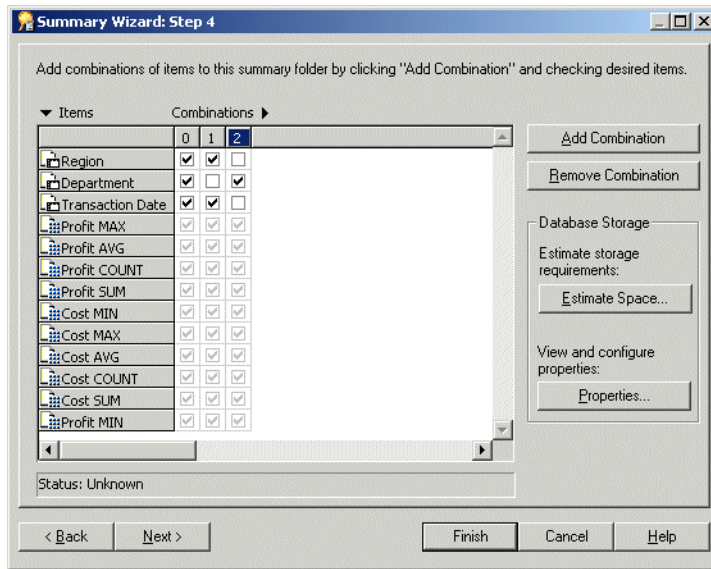 Summary Wizard: Step 4
Add combinations of items to this summary folder by clicking "Add Combination" and checking desired items.
Items Combinations
0 1 2
Region
Department
Transaction Date
Profit MAX
Profit AVG
Profit COUNT
Profit SUM
Cost MIN
Cost MAX
Cost AVG
Cost COUNT
Cost SUM
Profit MIN
Add Combination
Remove Combination
Database Storage
Estimate storage
requirements:
Estimate Space...
View and configure
properties:
Properties...
Status: Unknown
< Back Next > Finish Cancel Help